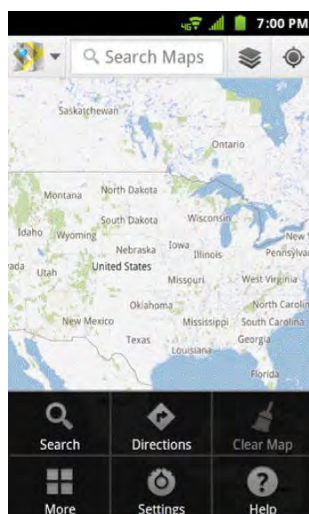 4G 7:00 PM
Search Maps
Saskatchewan
Ontario
Montana North Dakota
South Dakota Wisconsin
Idaho Wyoming New Y
Nebraska Iowa Illinois Pennsylvan
vada Utah United States
Missouri West Virginia
Oklahoma North Carolin
New Mexico Mississippi South Carolina
Texas Georgia
Louisiana
Florida
Search Directions Clear Map
More Settings Help